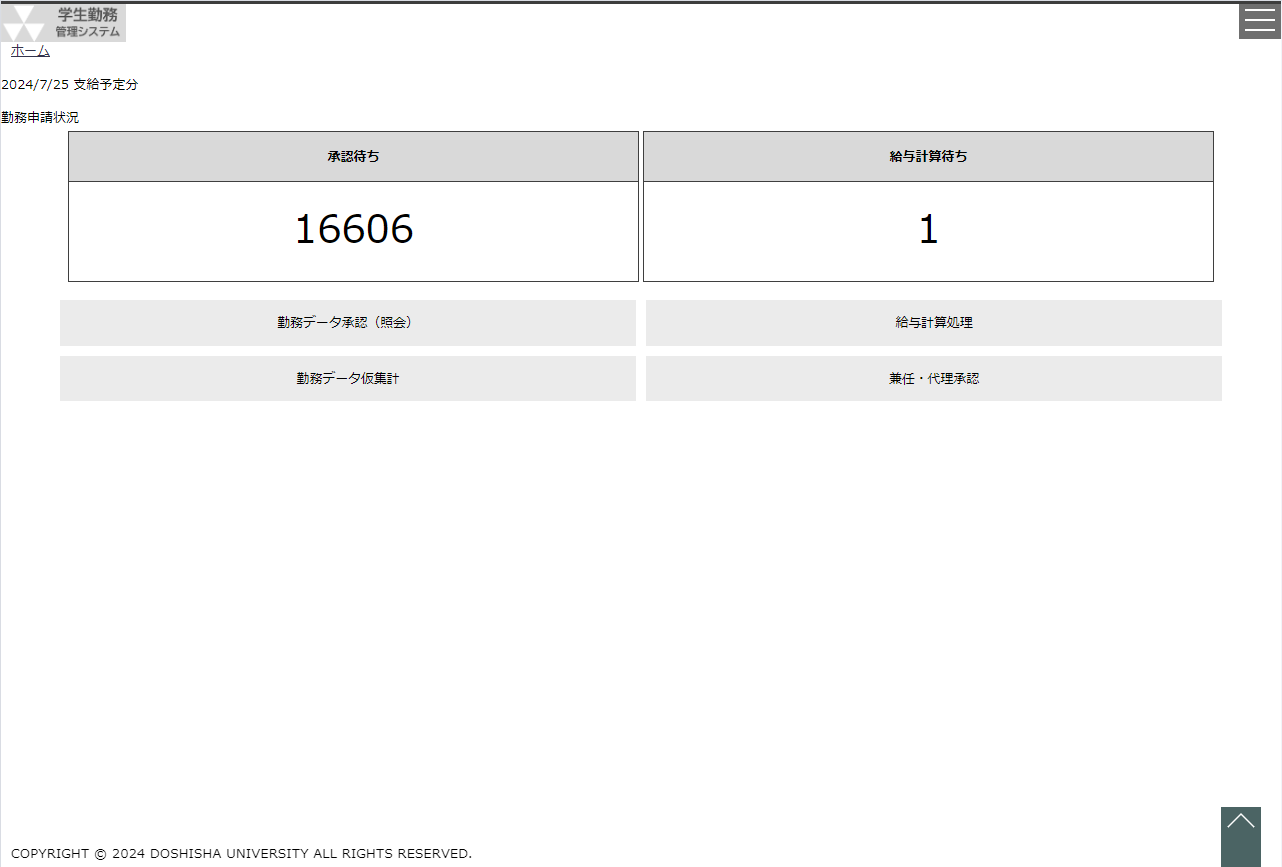 学生勤務
管理システム
ホーム
2024/7/25 支給予定分
勤務申請状況
承認待ち
給与計算待ち
16606
1
勤務データ承認（照会）
給与計算処理
勤務データ仮集計
兼任・代理承認
COPYRIGHT © 2024 DOSHISHA UNIVERSITY ALL RIGHTS RESERVED.